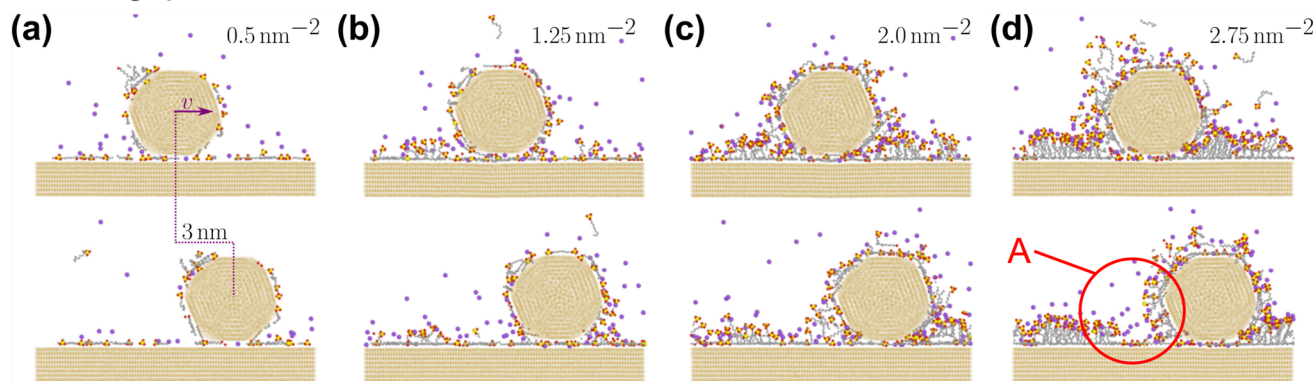 (a) 0.5 nm⁻²
(b) 1.25 nm⁻²
(c) 2.0 nm⁻²
(d) 2.75 nm⁻²
v
3 nm
A